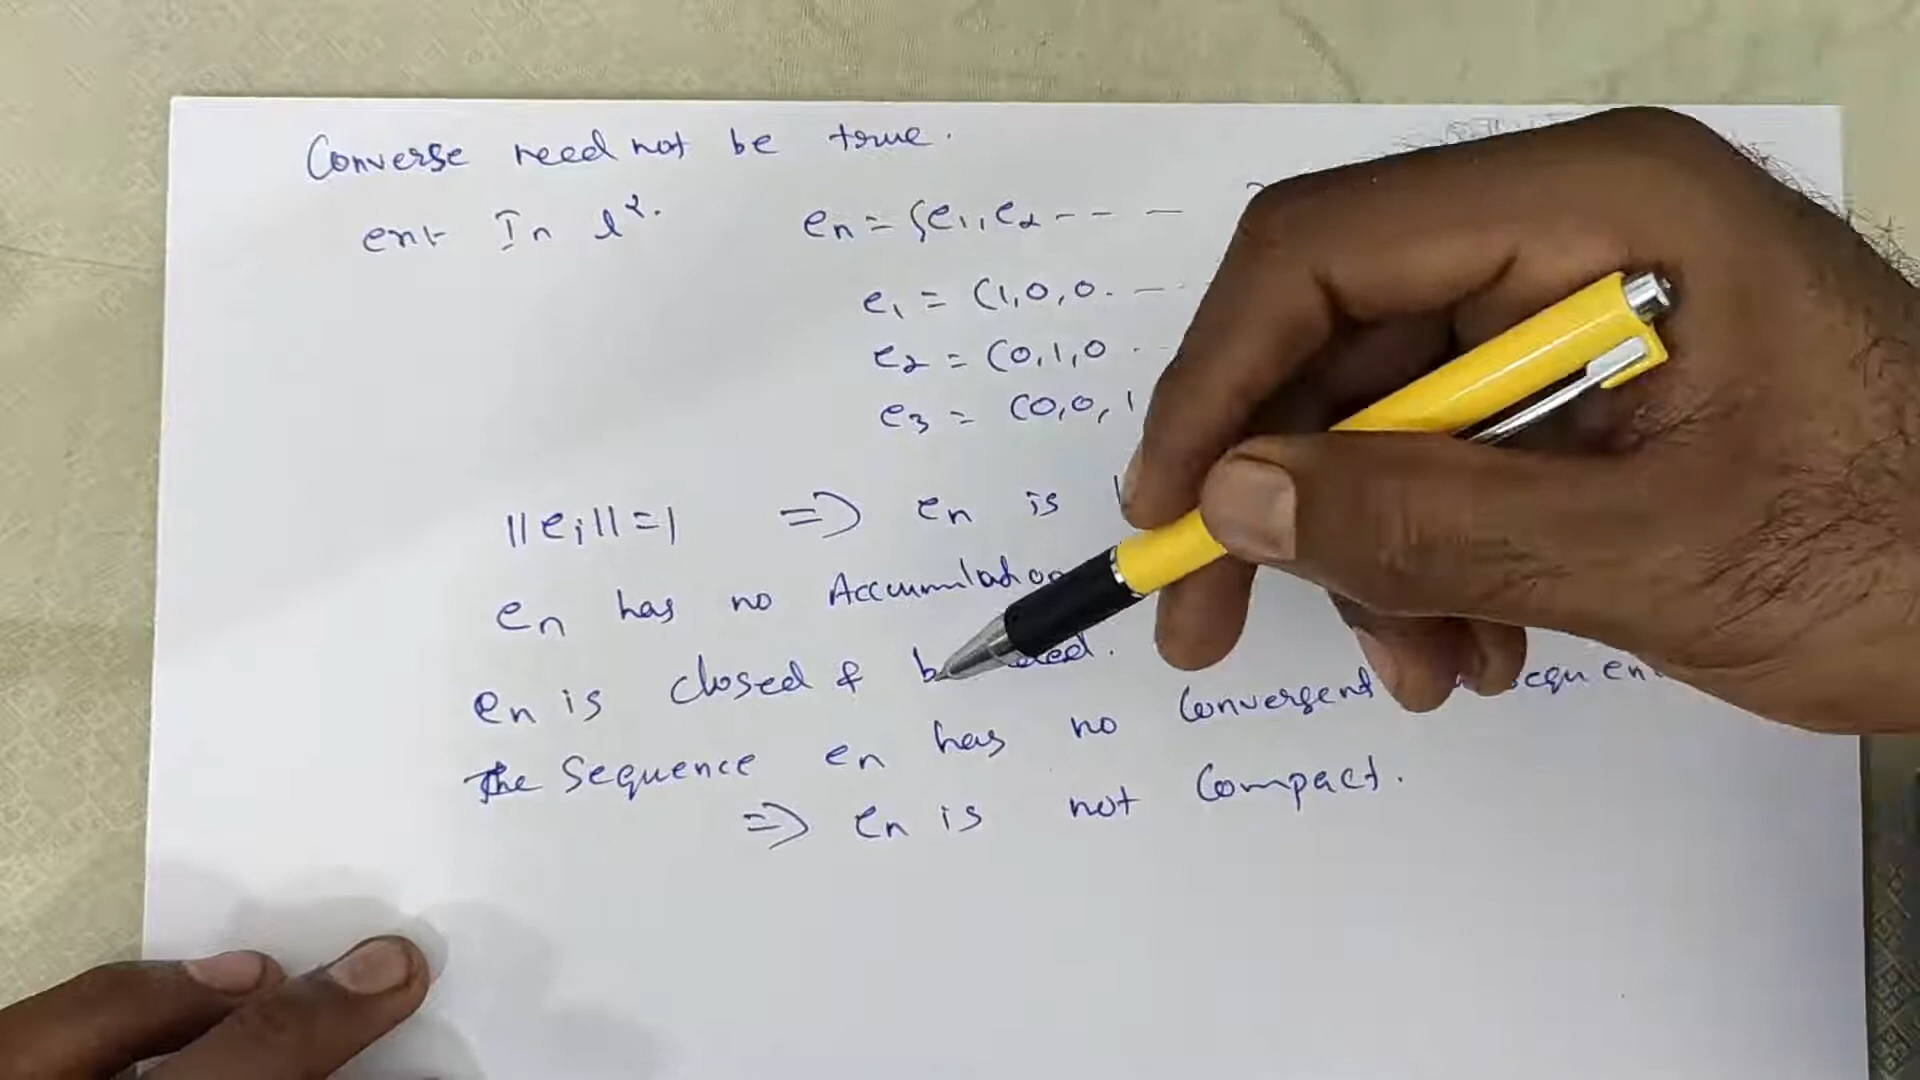 Converse need not be true.
ent In l².
en = {e1, e2 - - -
e1 = (1,0,0. -
e2 = (0,1,0 . -
e3 = (0,0,1
||ei||=1 => en is
en has no Accumulation
en is closed &
The Sequence en has no Convergent
=> en is not Compact.